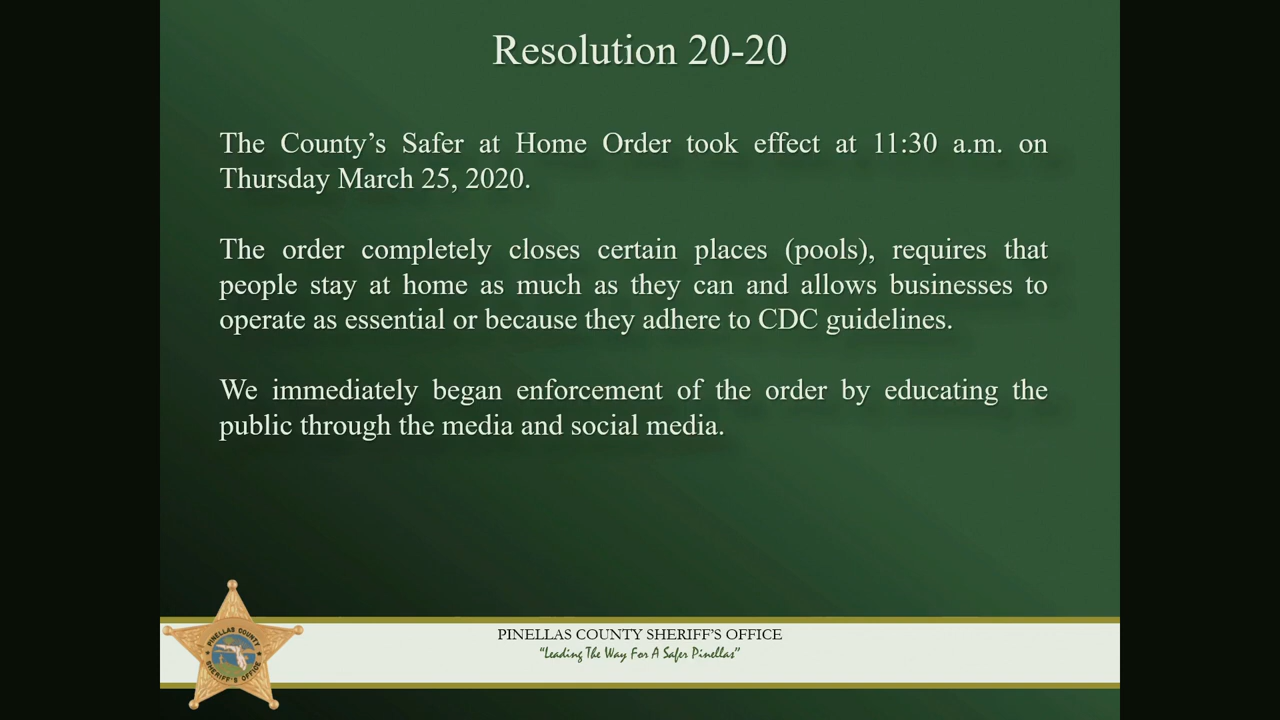 Resolution 20-20
The County’s Safer at Home Order took effect at 11:30 a.m. on
Thursday March 25, 2020.
The order completely closes certain places (pools), requires that
people stay at home as much as they can and allows businesses to
operate as essential or because they adhere to CDC guidelines.
We immediately began enforcement of the order by educating the
public through the media and social media.
PINELLAS COUNTY
SHERIFF'S OFFICE
PINELLAS COUNTY SHERIFF’S OFFICE
“Leading The Way For A Safer Pinellas”